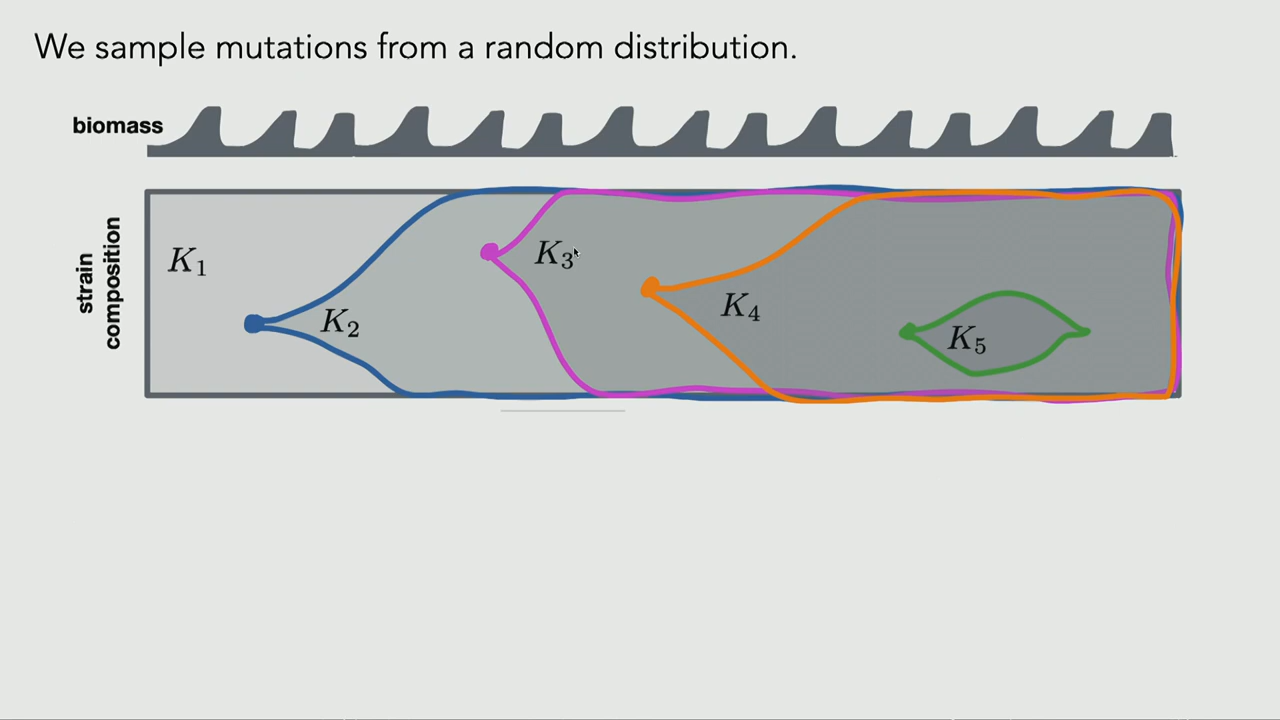 We sample mutations from a random distribution.
biomass
strain
composition
K₁
K₂
K₃
K₄
K₅